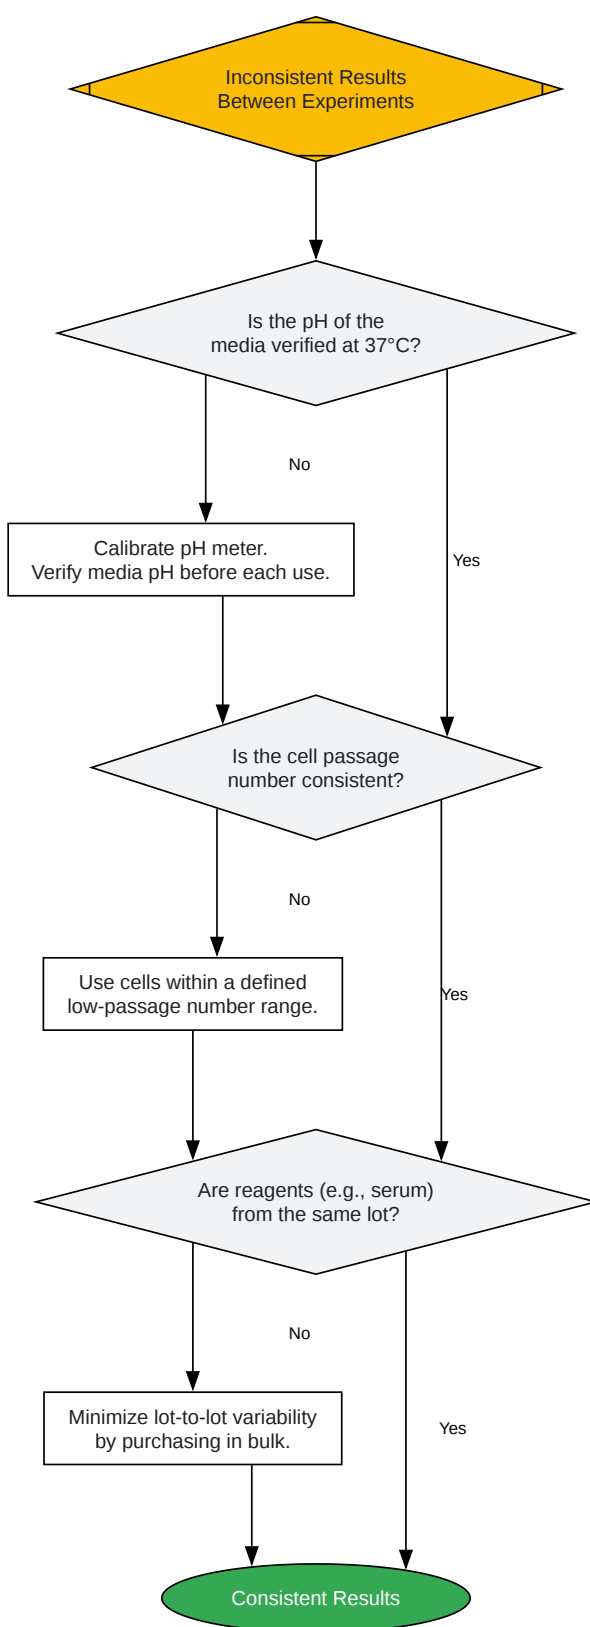 Inconsistent Results
Between Experiments
Is the pH of the
media verified at 37°C?
No
Calibrate pH meter.
Verify media pH before each use.
Yes
Is the cell passage
number consistent?
No
Use cells within a defined
low-passage number range.
Yes
Are reagents (e.g., serum)
from the same lot?
No
Minimize lot-to-lot variability
by purchasing in bulk.
Yes
Consistent Results